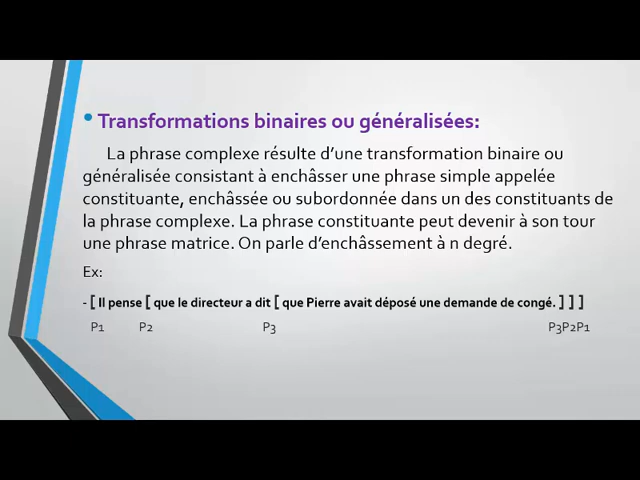 • Transformations binaires ou généralisées:
La phrase complexe résulte d’une transformation binaire ou
généralisée consistant à enchâsser une phrase simple appelée
constituante, enchâssée ou subordonnée dans un des constituants de
la phrase complexe. La phrase constituante peut devenir à son tour
une phrase matrice. On parle d’enchâssement à n degré.
Ex:
- [ Il pense [ que le directeur a dit [ que Pierre avait déposé une demande de congé. ] ] ]
P1 P2 P3 P3P2P1